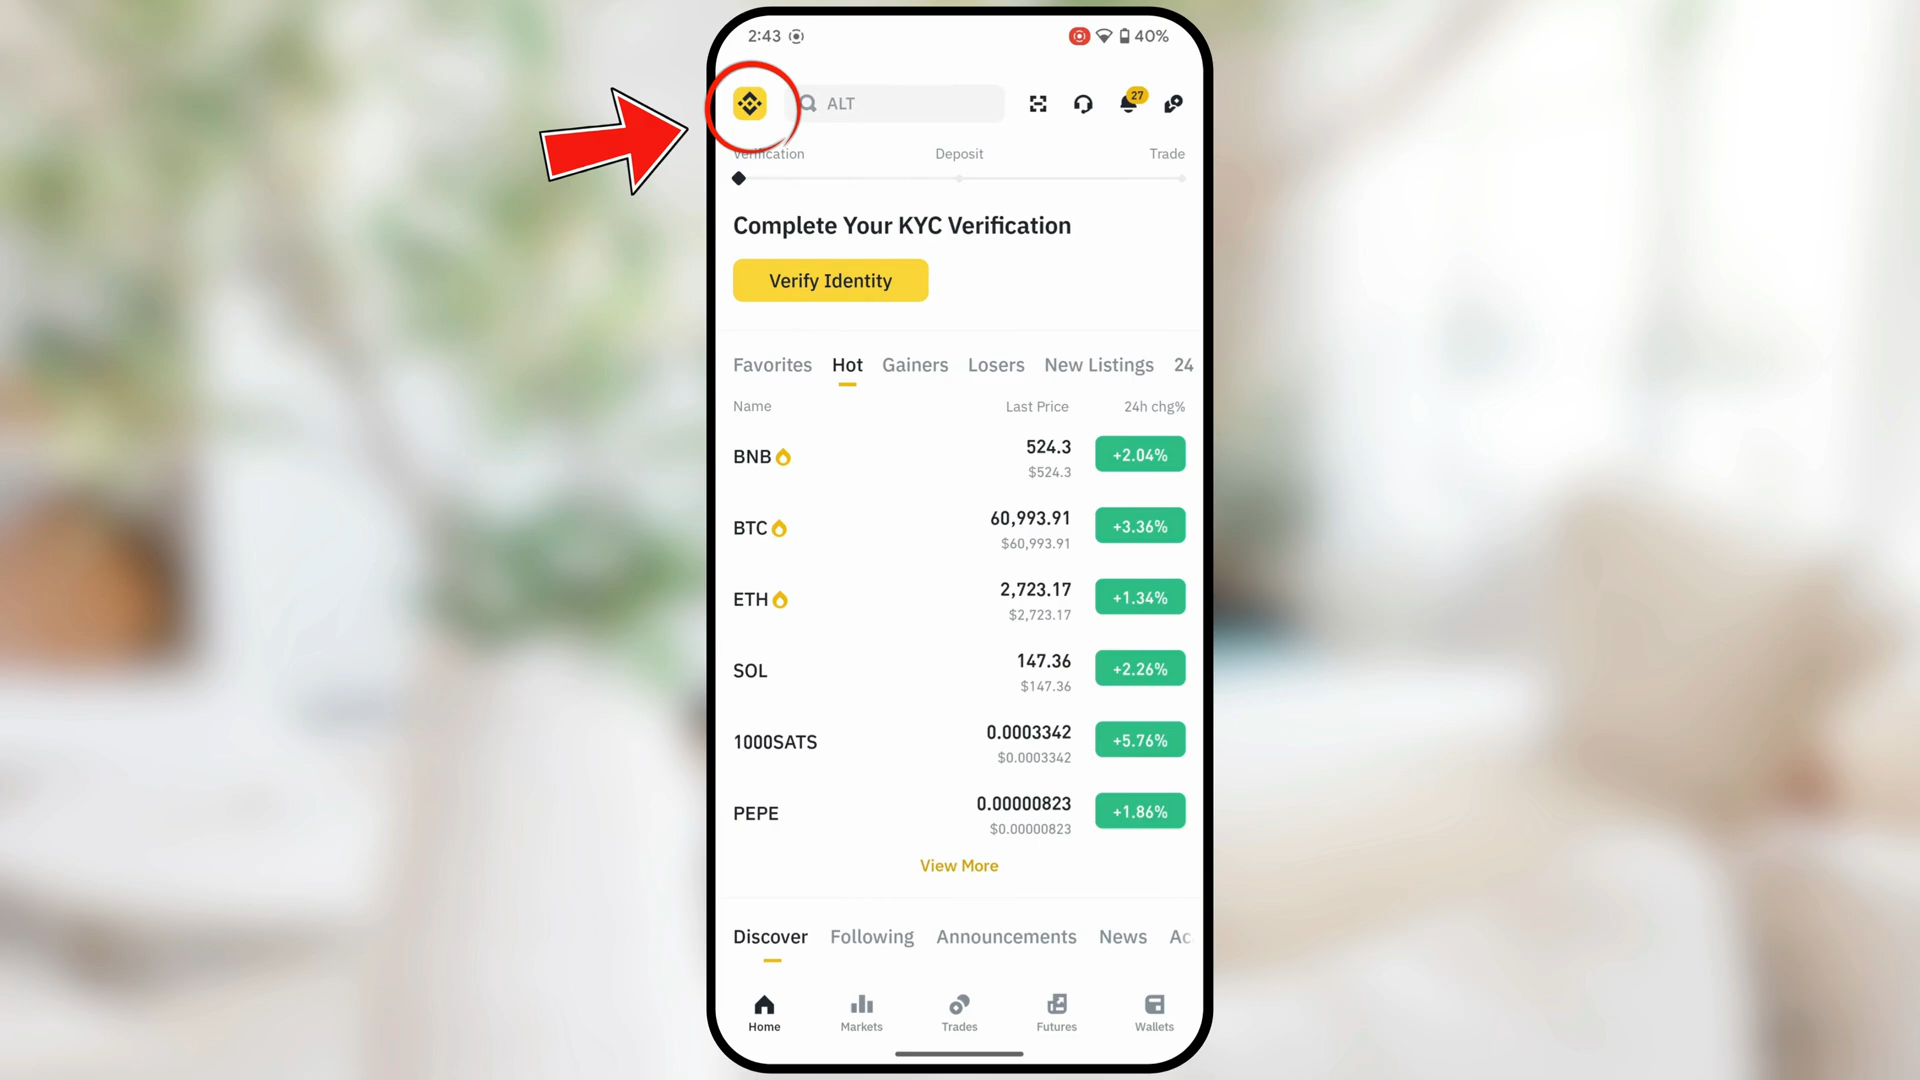 2:43 40%
ALT 27
Verification Deposit Trade
Complete Your KYC Verification
Verify Identity
Favorites Hot Gainers Losers New Listings 24
Name Last Price 24h chg%
BNB 524.3 +2.04%
$524.3
BTC 60,993.91 +3.36%
$60,993.91
ETH 2,723.17 +1.34%
$2,723.17
SOL 147.36 +2.26%
$147.36
1000SATS 0.0003342 +5.76%
$0.0003342
PEPE 0.00000823 +1.86%
$0.00000823
View More
Discover Following Announcements News Ac
Home Markets Trades Futures Wallets